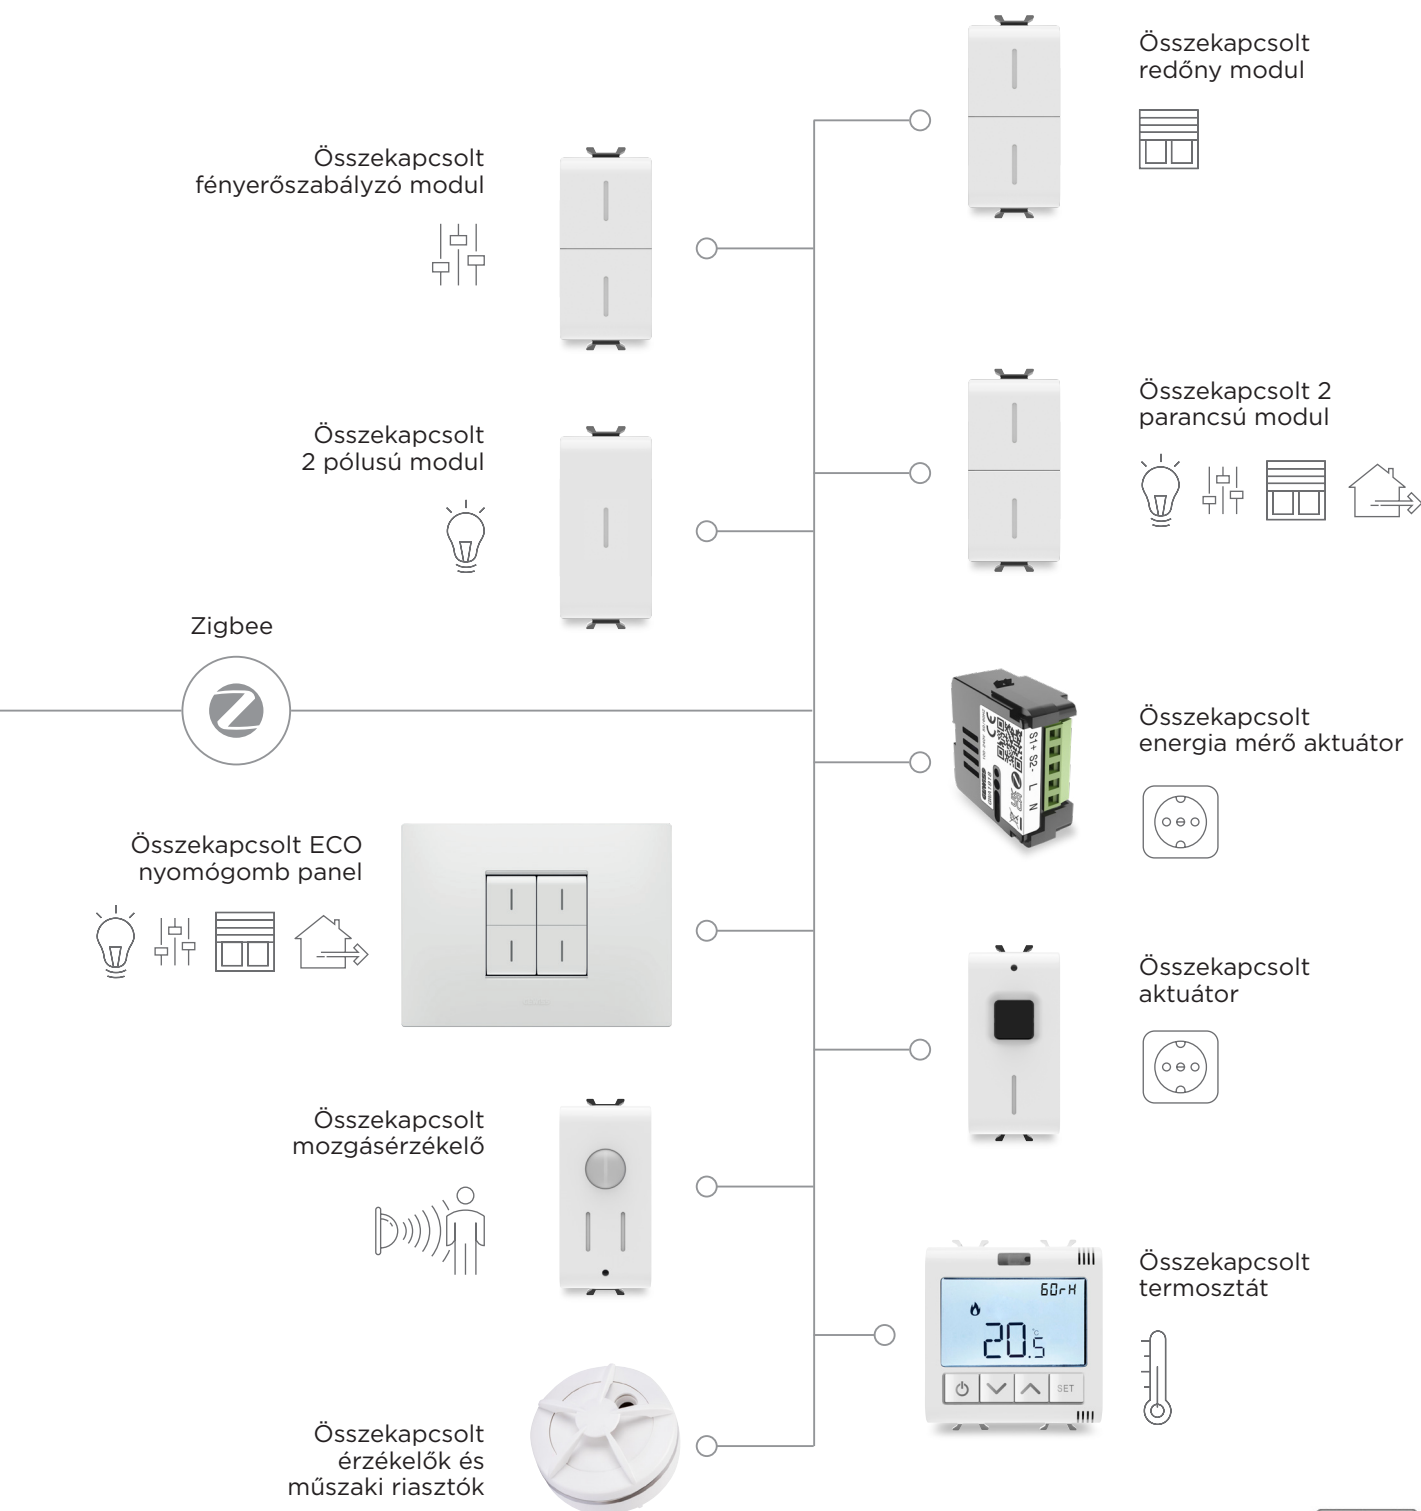 Összekapcsolt
redőny modul
Összekapcsolt
fényerőszabályzó modul
Összekapcsolt 2
parancsú modul
Összekapcsolt
2 pólusú modul
Zigbee
Összekapcsolt
energia mérő aktuátor
S1+ S2- L N
Összekapcsolt ECO
nyomógomb panel
Összekapcsolt
aktuátor
Összekapcsolt
mozgásérzékelő
Összekapcsolt
termosztát
60rH
20.5
°C
SET
Összekapcsolt
érzékelők és
műszaki riasztók